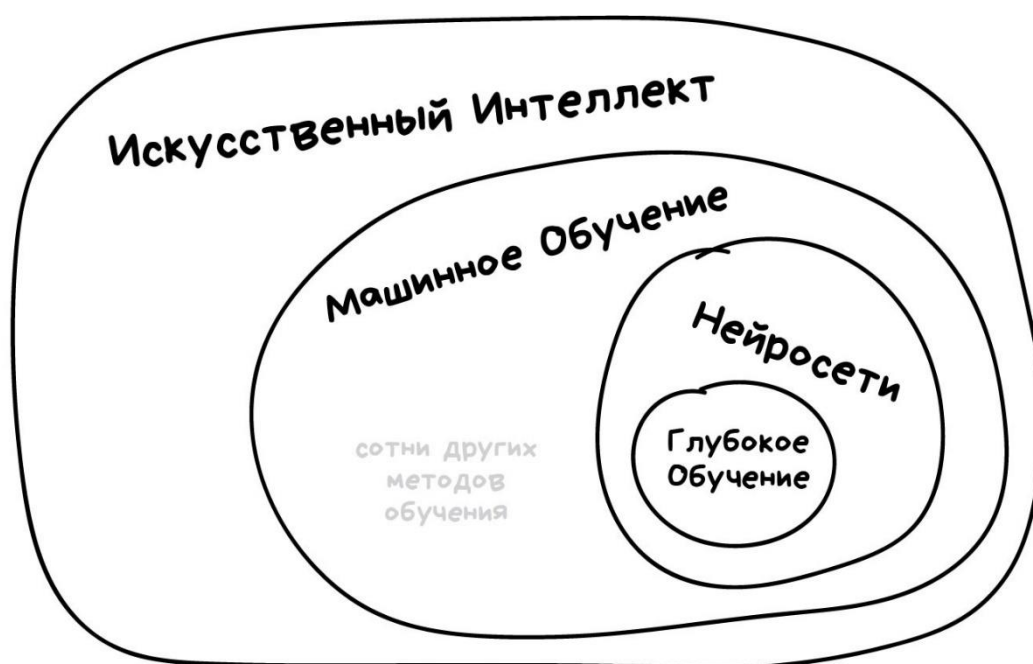 Искусственный Интеллект
Машинное Обучение
Нейросети
Глубокое
Обучение
сотни других
методов
обучения